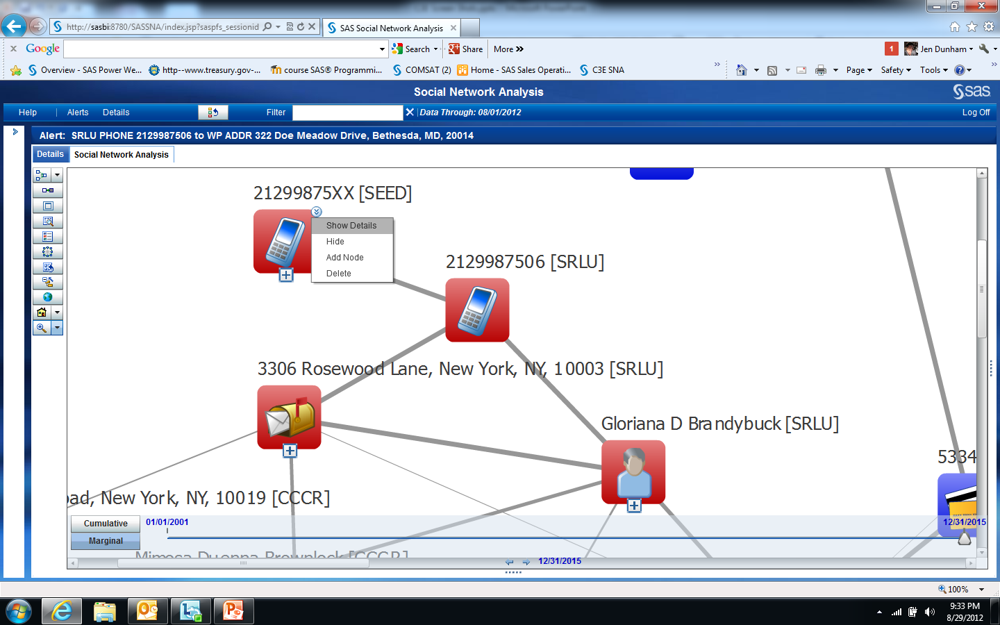 http://sasbi:8780/SASSNA/index.jsp?saspfs_sessionid
SAS Social Network Analysis
Google
Search
Share
More »
1
Jen Dunham
Overview - SAS Power We...
http--www.treasury.gov-...
course SAS® Programmi...
COMSAT (2)
Home - SAS Sales Operati...
C3E SNA
Page
Safety
Tools
Social Network Analysis
sas
Help
Alerts
Details
Filter
Data Through: 08/01/2012
Log Off
Alert: SRLU PHONE 2129987506 to WP ADDR 322 Doe Meadow Drive, Bethesda, MD, 20014
Details
Social Network Analysis
21299875XX [SEED]
Show Details
Hide
Add Node
Delete
2129987506 [SRLU]
3306 Rosewood Lane, New York, NY, 10003 [SRLU]
Gloriana D Brandybuck [SRLU]
5334
oad, New York, NY, 10019 [CCCR]
Cumulative
Marginal
01/01/2001
12/31/2015
Mimosa Duenna Brownlock [CCCR]
12/31/2015
100%
9:33 PM
8/29/2012